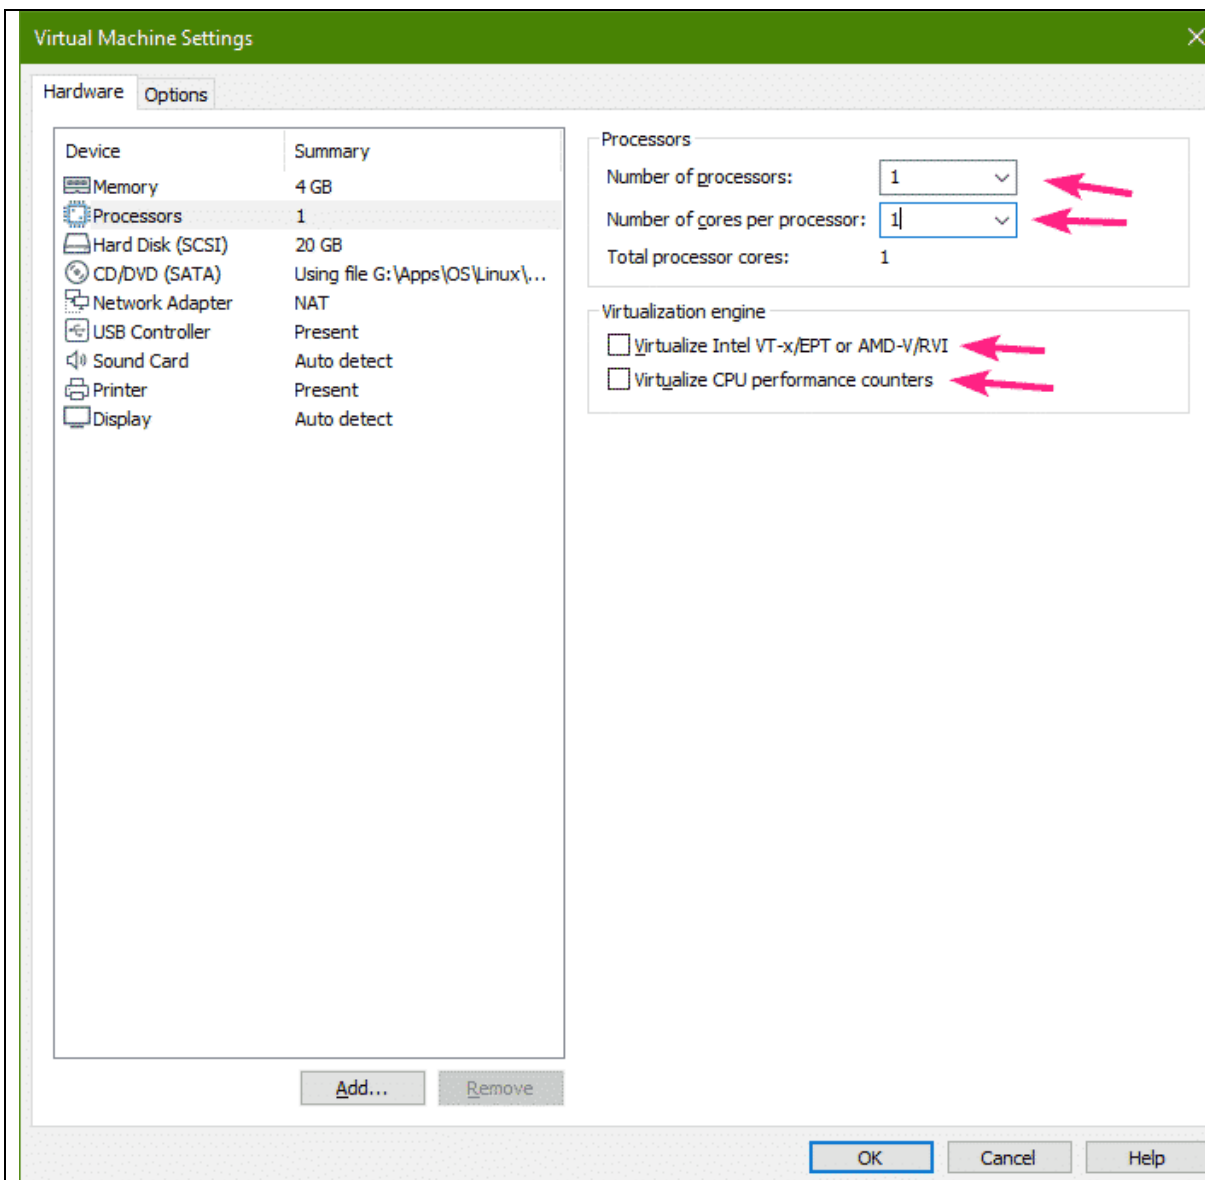 Virtual Machine Settings
Hardware Options
Device Summary
Memory 4 GB
Processors 1
Hard Disk (SCSI) 20 GB
CD/DVD (SATA) Using file G:\Apps\OS\Linux\...
Network Adapter NAT
USB Controller Present
Sound Card Auto detect
Printer Present
Display Auto detect
Add... Remove
Processors
Number of processors: 1
Number of cores per processor: 1
Total processor cores: 1
Virtualization engine
Virtualize Intel VT-x/EPT or AMD-V/RVI
Virtualize CPU performance counters
OK Cancel Help